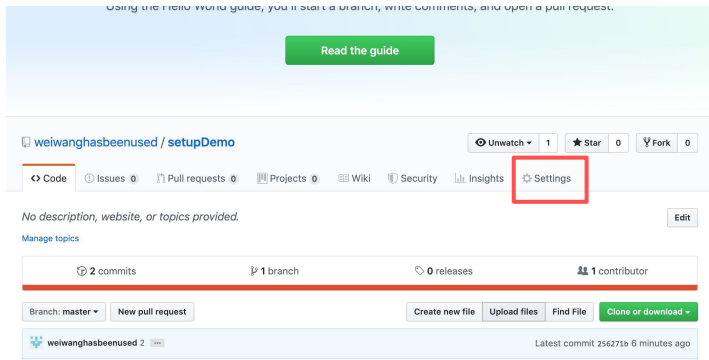 Using the Hello World guide, you'll start a branch, write comments, and open a pull request.
Read the guide
weiwanghasbeenused / setupDemo
Unwatch 1 Star 0 Fork 0
Code Issues 0 Pull requests 0 Projects 0 Wiki Security Insights Settings
No description, website, or topics provided.
Edit
Manage topics
2 commits 1 branch 0 releases 1 contributor
Branch: master New pull request Create new file Upload files Find File Clone or download
weiwanghasbeenused 2 ... Latest commit 256271b 6 minutes ago